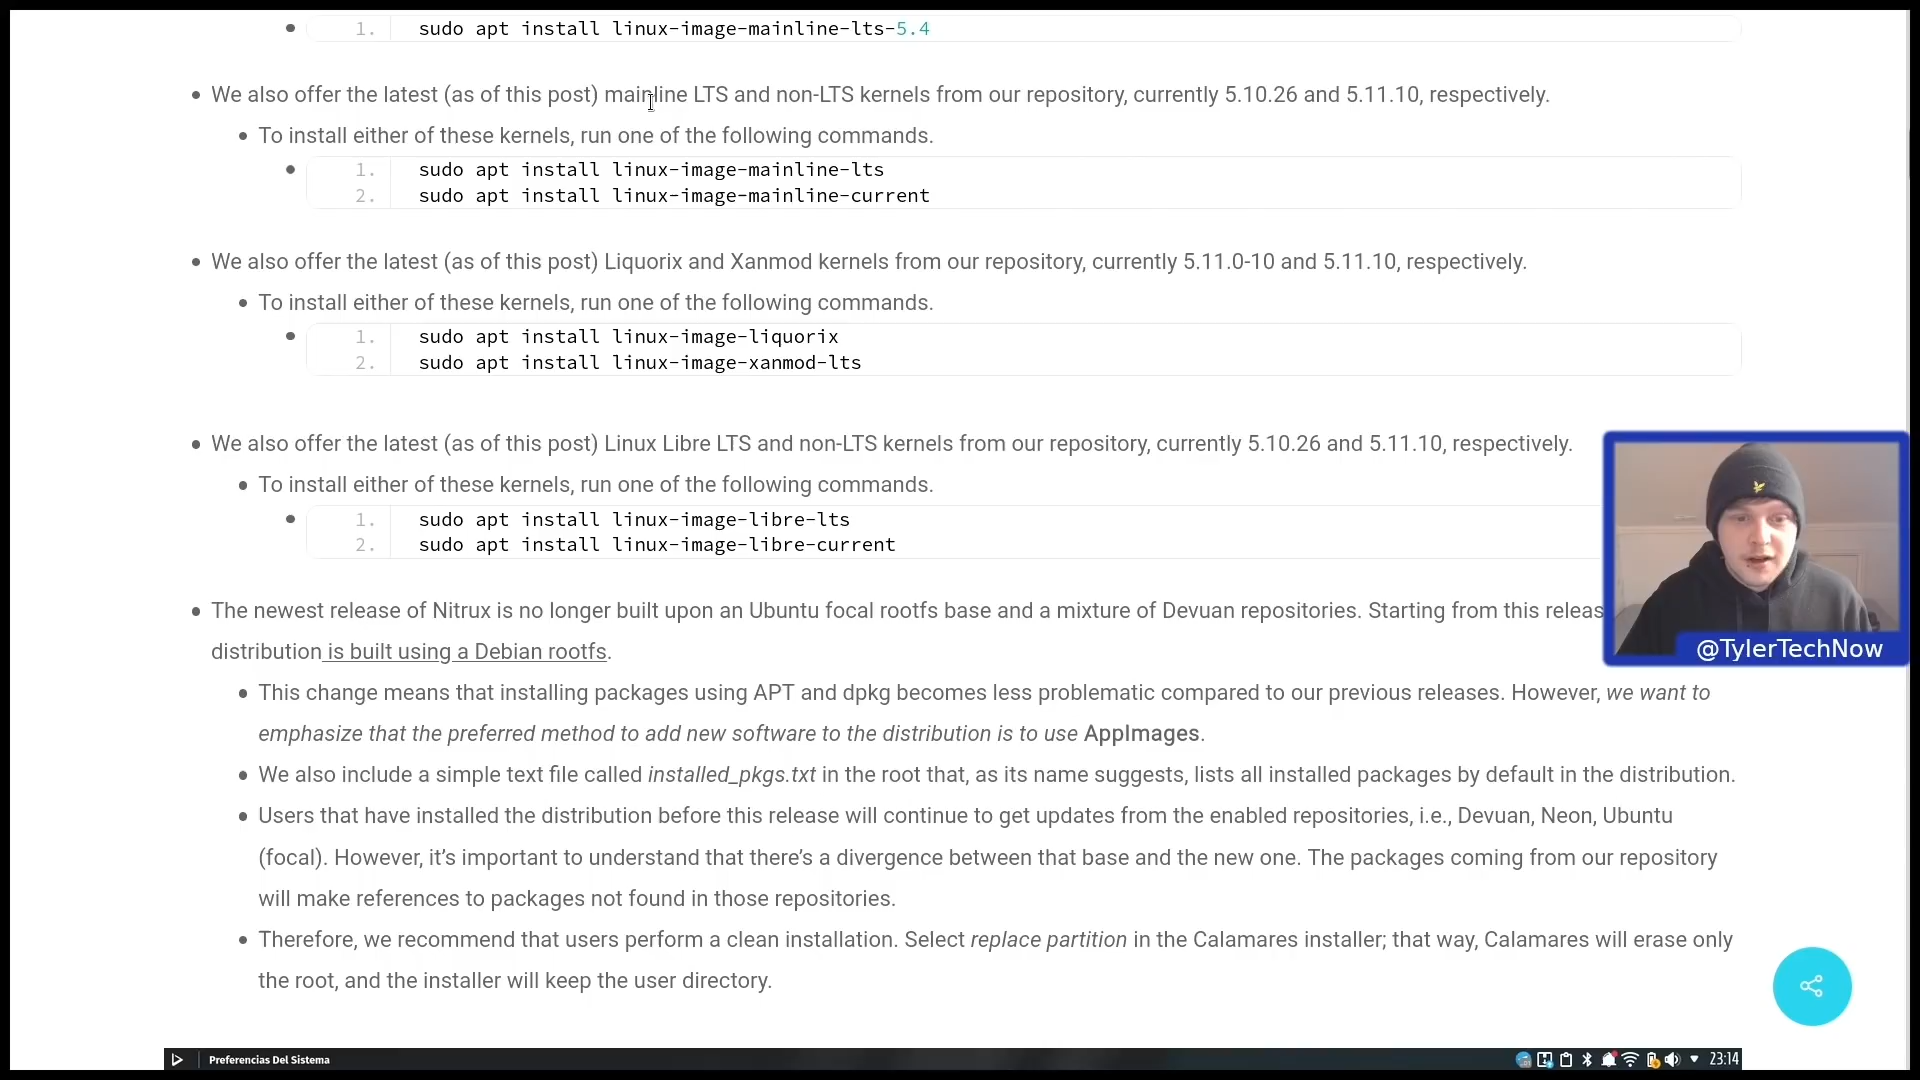 1. sudo apt install linux-image-mainline-lts-5.4
We also offer the latest (as of this post) mainline LTS and non-LTS kernels from our repository, currently 5.10.26 and 5.11.10, respectively.
To install either of these kernels, run one of the following commands.
1. sudo apt install linux-image-mainline-lts
2. sudo apt install linux-image-mainline-current
We also offer the latest (as of this post) Liquorix and Xanmod kernels from our repository, currently 5.11.0-10 and 5.11.10, respectively.
To install either of these kernels, run one of the following commands.
1. sudo apt install linux-image-liquorix
2. sudo apt install linux-image-xanmod-lts
We also offer the latest (as of this post) Linux Libre LTS and non-LTS kernels from our repository, currently 5.10.26 and 5.11.10, respectively.
To install either of these kernels, run one of the following commands.
1. sudo apt install linux-image-libre-lts
2. sudo apt install linux-image-libre-current
The newest release of Nitrux is no longer built upon an Ubuntu focal rootfs base and a mixture of Devuan repositories. Starting from this releas
distribution is built using a Debian rootfs.
@TylerTechNow
This change means that installing packages using APT and dpkg becomes less problematic compared to our previous releases. However, we want to
emphasize that the preferred method to add new software to the distribution is to use AppImages.
We also include a simple text file called installed_pkgs.txt in the root that, as its name suggests, lists all installed packages by default in the distribution.
Users that have installed the distribution before this release will continue to get updates from the enabled repositories, i.e., Devuan, Neon, Ubuntu
(focal). However, it’s important to understand that there’s a divergence between that base and the new one. The packages coming from our repository
will make references to packages not found in those repositories.
Therefore, we recommend that users perform a clean installation. Select replace partition in the Calamares installer; that way, Calamares will erase only
the root, and the installer will keep the user directory.
Preferencias Del Sistema
23:14